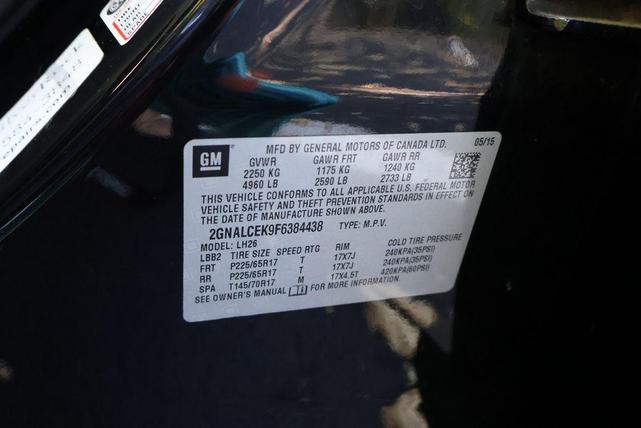 GM
MFD BY GENERAL MOTORS OF CANADA LTD. 05/15
GVWR GAWR FRT GAWR RR
2250 KG 1175 KG 1240 KG
4960 LB 2590 LB 2733 LB
THIS VEHICLE CONFORMS TO ALL APPLICABLE U.S. FEDERAL MOTOR
VEHICLE SAFETY AND THEFT PREVENTION STANDARDS IN EFFECT ON
THE DATE OF MANUFACTURE SHOWN ABOVE.
2GNALCEK9F6384438 TYPE: M.P.V.
MODEL: LH26
LBB2 TIRE SIZE SPEED RTG RIM COLD TIRE PRESSURE
FRT P225/65R17 T 17X7J 240KPA(35PSI)
RR P225/65R17 T 17X7J 240KPA(35PSI)
SPA T145/70R17 M 17X4.5T 420KPA(60PSI)
SEE OWNER'S MANUAL FOR MORE INFORMATION.